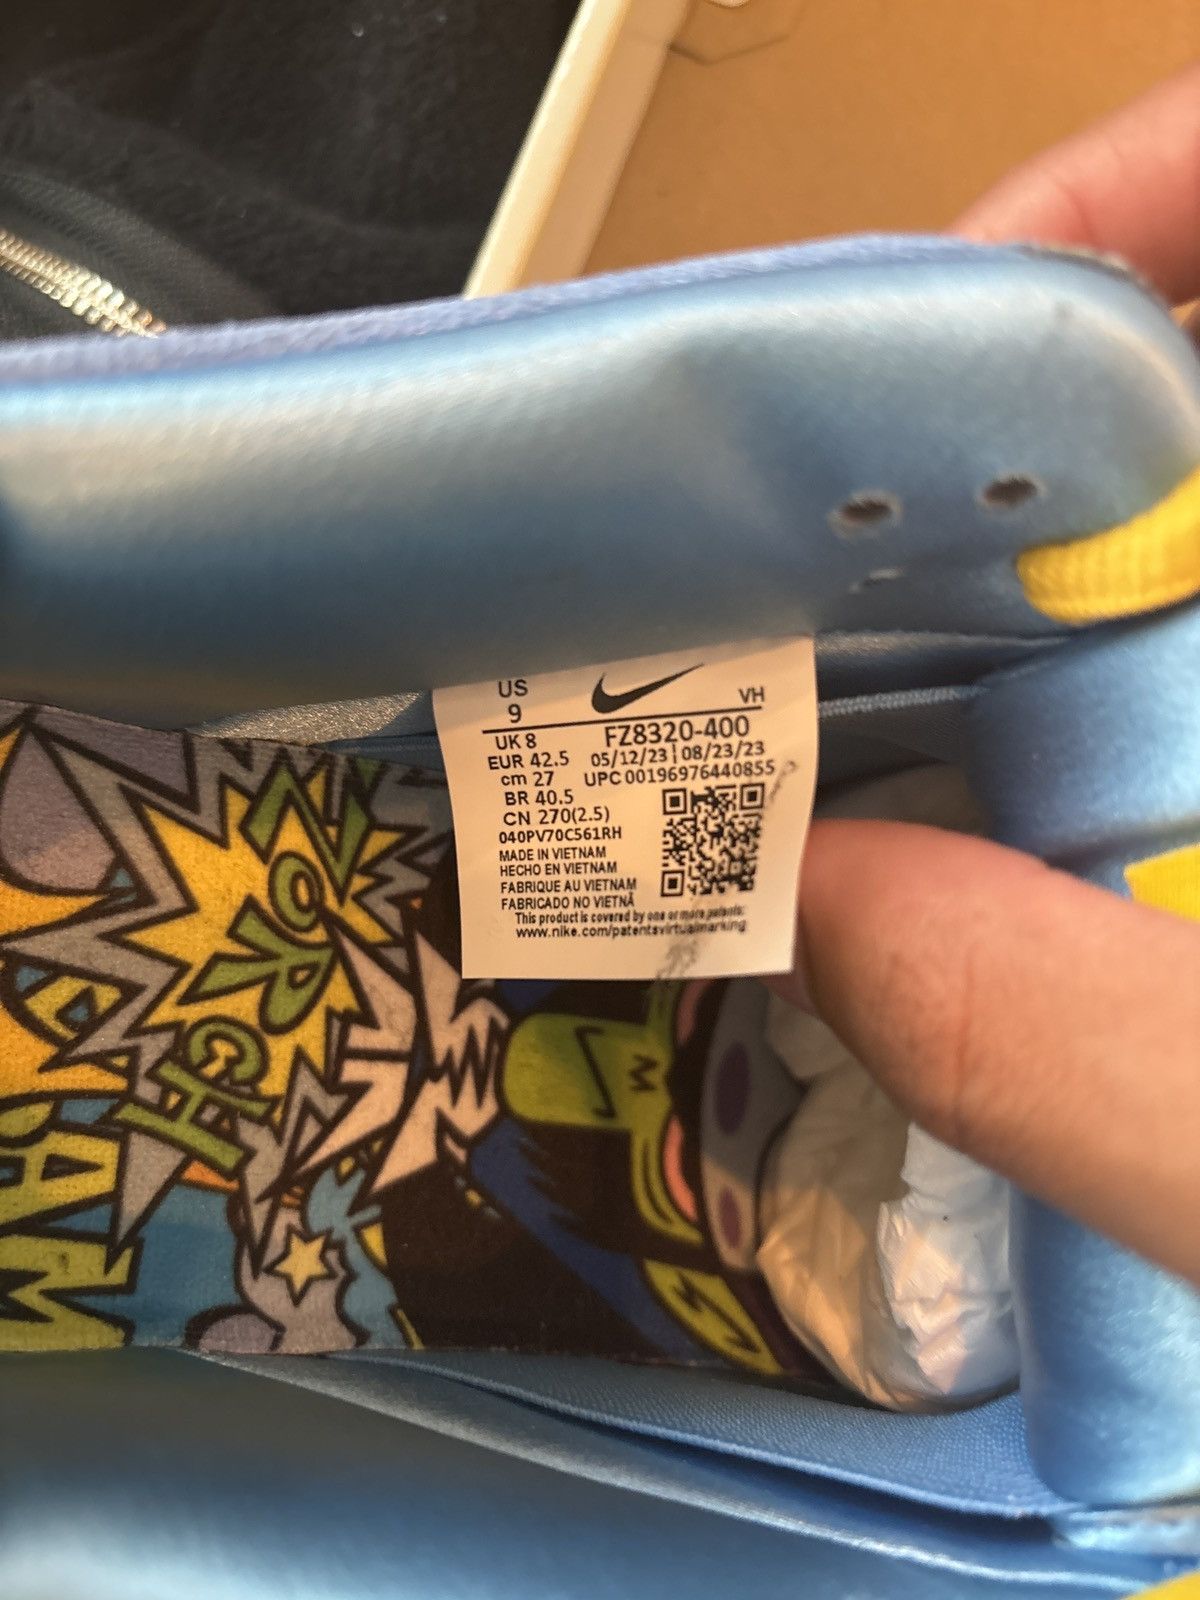 US
9
VH
UK 8
FZ8320-400
EUR 42.5
05/12/23 | 08/23/23
cm 27
UPC 00196976440855
BR 40.5
CN 270(2.5)
040PV70C561RH
MADE IN VIETNAM
HECHO EN VIETNAM
FABRIQUE AU VIETNAM
FABRICADO NO VIETNÃ
This product is covered by one or more patents:
www.nike.com/patentsvirtualmarking
ZORCH
BAM
M